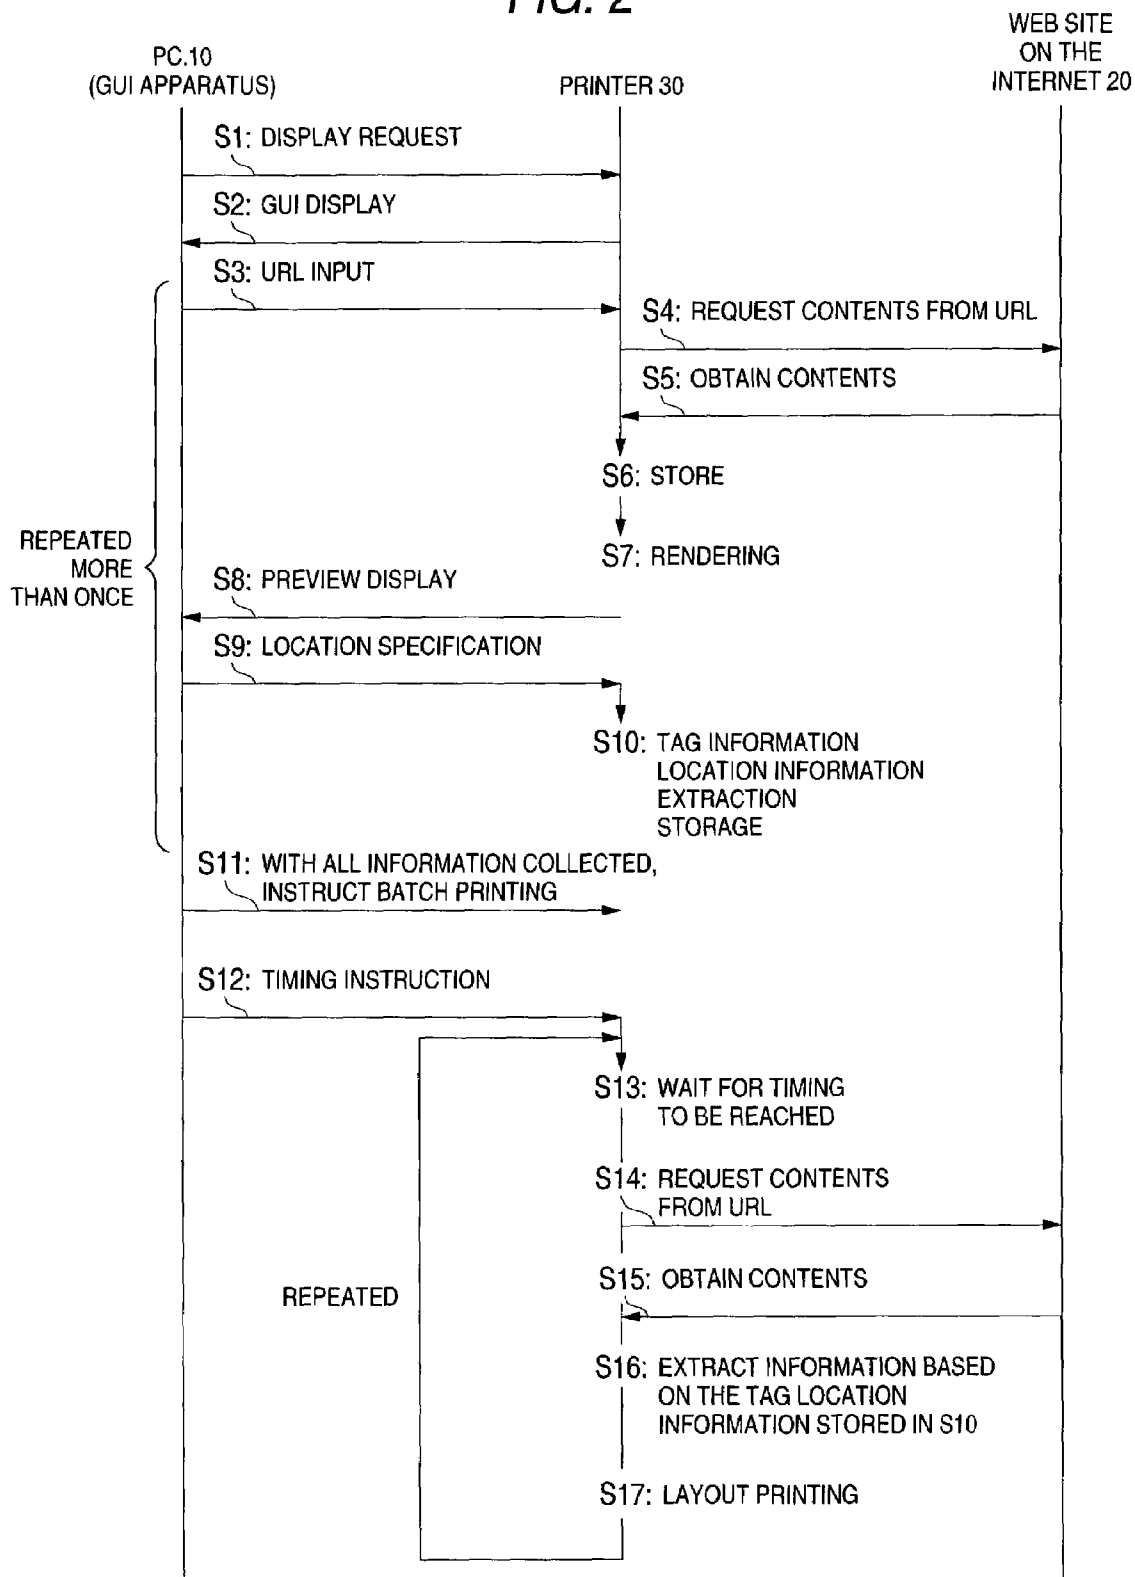 FIG. 2
WEB SITE
ON THE
INTERNET 20
PC.10
(GUI APPARATUS)
PRINTER 30
S1: DISPLAY REQUEST
S2: GUI DISPLAY
S3: URL INPUT
S4: REQUEST CONTENTS FROM URL
S5: OBTAIN CONTENTS
S6: STORE
S7: RENDERING
REPEATED
MORE
THAN ONCE
S8: PREVIEW DISPLAY
S9: LOCATION SPECIFICATION
S10: TAG INFORMATION
LOCATION INFORMATION
EXTRACTION
STORAGE
S11: WITH ALL INFORMATION COLLECTED,
INSTRUCT BATCH PRINTING
S12: TIMING INSTRUCTION
S13: WAIT FOR TIMING
TO BE REACHED
S14: REQUEST CONTENTS
FROM URL
S15: OBTAIN CONTENTS
REPEATED
S16: EXTRACT INFORMATION BASED
ON THE TAG LOCATION
INFORMATION STORED IN S10
S17: LAYOUT PRINTING